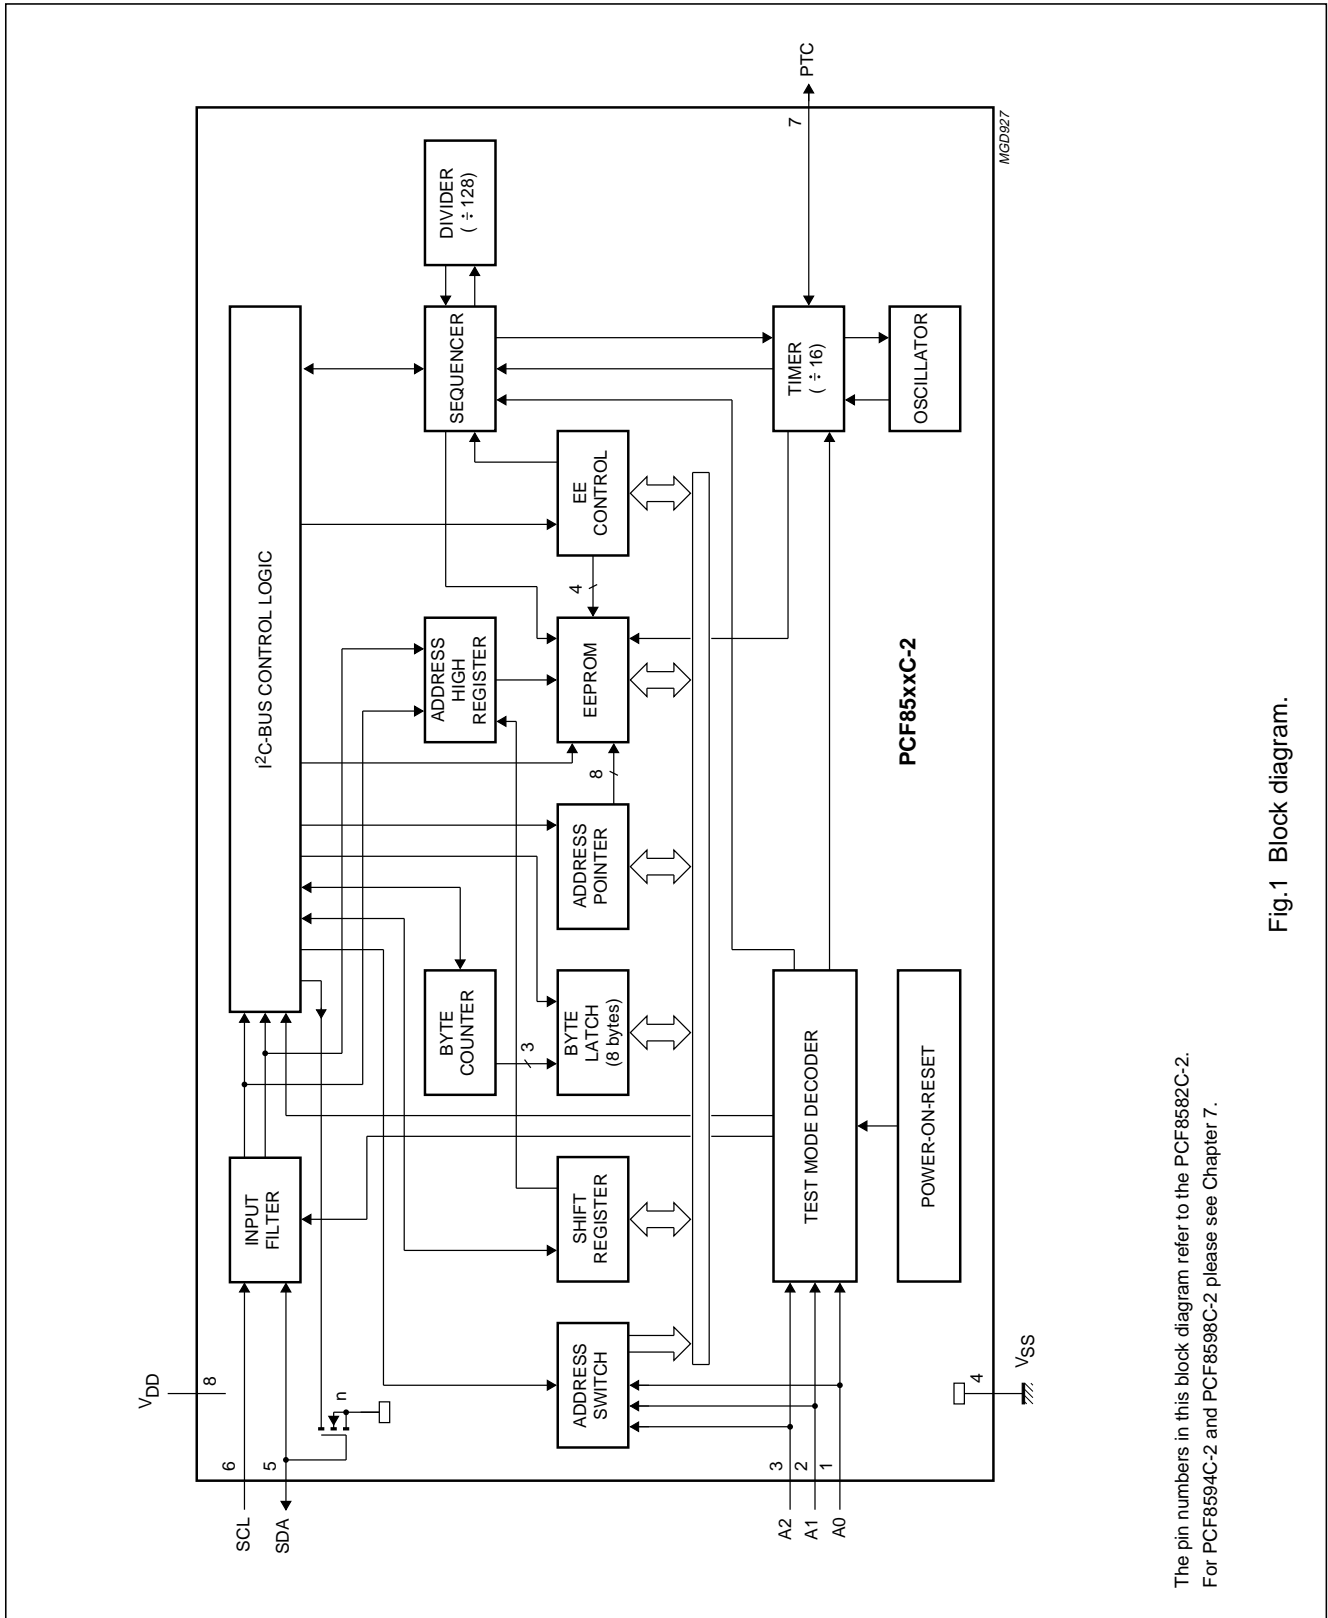 VDD
8
SCL
6
SDA
5
n
INPUT
FILTER
I²C-BUS CONTROL LOGIC
BYTE
COUNTER
3
ADDRESS
HIGH
REGISTER
SEQUENCER
DIVIDER
( ÷ 128)
ADDRESS
SWITCH
SHIFT
REGISTER
BYTE
LATCH
(8 bytes)
ADDRESS
POINTER
8
EEPROM
4
EE
CONTROL
A2
3
A1
2
A0
1
TEST MODE DECODER
TIMER
( ÷ 16)
7
PTC
POWER-ON-RESET
PCF85xxC-2
OSCILLATOR
4
VSS
MGD927
The pin numbers in this block diagram refer to the PCF8582C-2.
For PCF8594C-2 and PCF8598C-2 please see Chapter 7.
Fig.1 Block diagram.